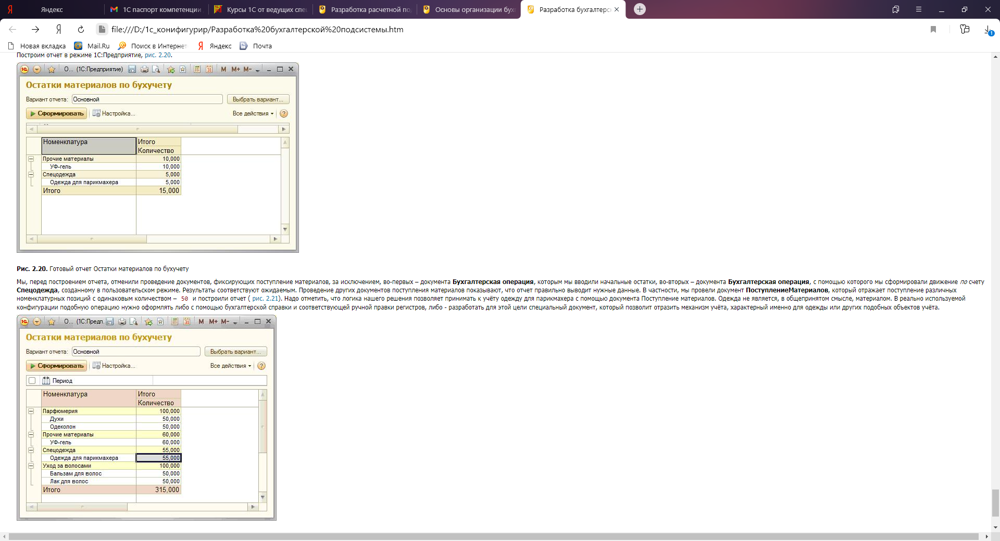 Яндекс
1С паспорт компетенции
Курсы 1С от ведущих спе
Разработка расчетной по
Основы организации бух
Разработка бухгалтерс
file:///D:/1с_конифигурир/Разработка%20бухгалтерской%20подсистемы.htm
1
Новая вкладка
Mail.Ru
Поиск в Интернет
Яндекс
Почта
Построим отчет в режиме 1С:Предприятие, рис. 2.20.
О... (1С:Предприятие) M M+ M-
Остатки материалов по бухучету
Вариант отчета: Основной Выбрать вариант...
Сформировать Настройка... Все действия ?
Номенклатура Итого
Количество
Прочие материалы 10,000
УФ-гель 10,000
Спецодежда 5,000
Одежда для парикмахера 5,000
Итого 15,000
Рис. 2.20. Готовый отчет Остатки материалов по бухучету
Мы, перед построением отчета, отменили проведение документов, фиксирующих поступление материалов, за исключением, во-первых – документа Бухгалтерская операция, которым мы вводили начальные остатки, во-вторых – документа Бухгалтерская операция, с помощью которого мы сформировали движение по счету
Спецодежда, созданному в пользовательском режиме. Результаты соответствуют ожидаемым. Проведение других документов поступления материалов показывают, что отчет правильно выводит нужные данные. В частности, мы провели документ ПоступлениеМатериалов, который отражает поступление различных
номенклатурных позиций с одинаковым количеством – 50 и построили отчет ( рис. 2.21). Надо отметить, что логика нашего решения позволяет принимать к учёту одежду для парикмахера с помощью документа Поступление материалов. Одежда не является, в общепринятом смысле, материалом. В реально используемой
конфигурации подобную операцию нужно оформлять либо с помощью бухгалтерской справки и соответствующей ручной правки регистров, либо - разработать для этой цели специальный документ, который позволит отразить механизм учёта, характерный именно для одежды или других подобных объектов учёта.
О... (1С:Предп. M M+ M-
Остатки материалов по бухучету
Вариант отчета: Основной Выбрать вариант...
Сформировать Настройка... Все действия ?
Период
Номенклатура Итого
Количество
Парфюмерия 100,000
Духи 50,000
Одеколон 50,000
Прочие материалы 60,000
УФ-гель 60,000
Спецодежда 55,000
Одежда для парикмахера 55,000
Уход за волосами 100,000
Бальзам для волос 50,000
Лак для волос 50,000
Итого 315,000